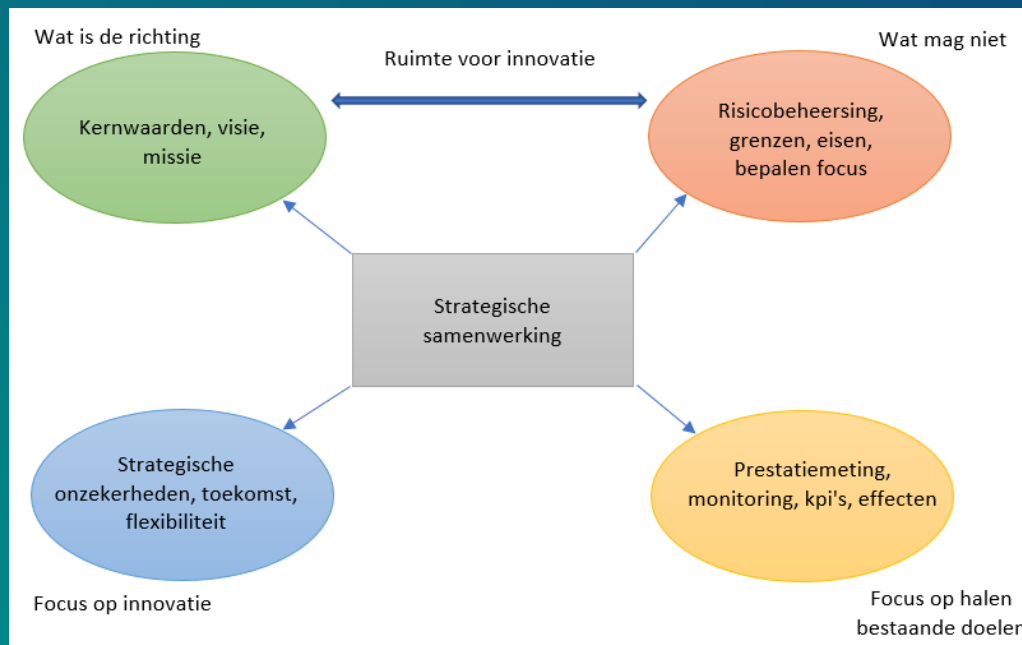 Wat is de richting
Wat mag niet
Ruimte voor innovatie
Kernwaarden, visie,
missie
Risicobeheersing,
grenzen, eisen,
bepalen focus
Strategische
samenwerking
Strategische
onzekerheden, toekomst,
flexibiliteit
Prestatiemeting,
monitoring, kpi's, effecten
Focus op innovatie
Focus op halen
bestaande doelen